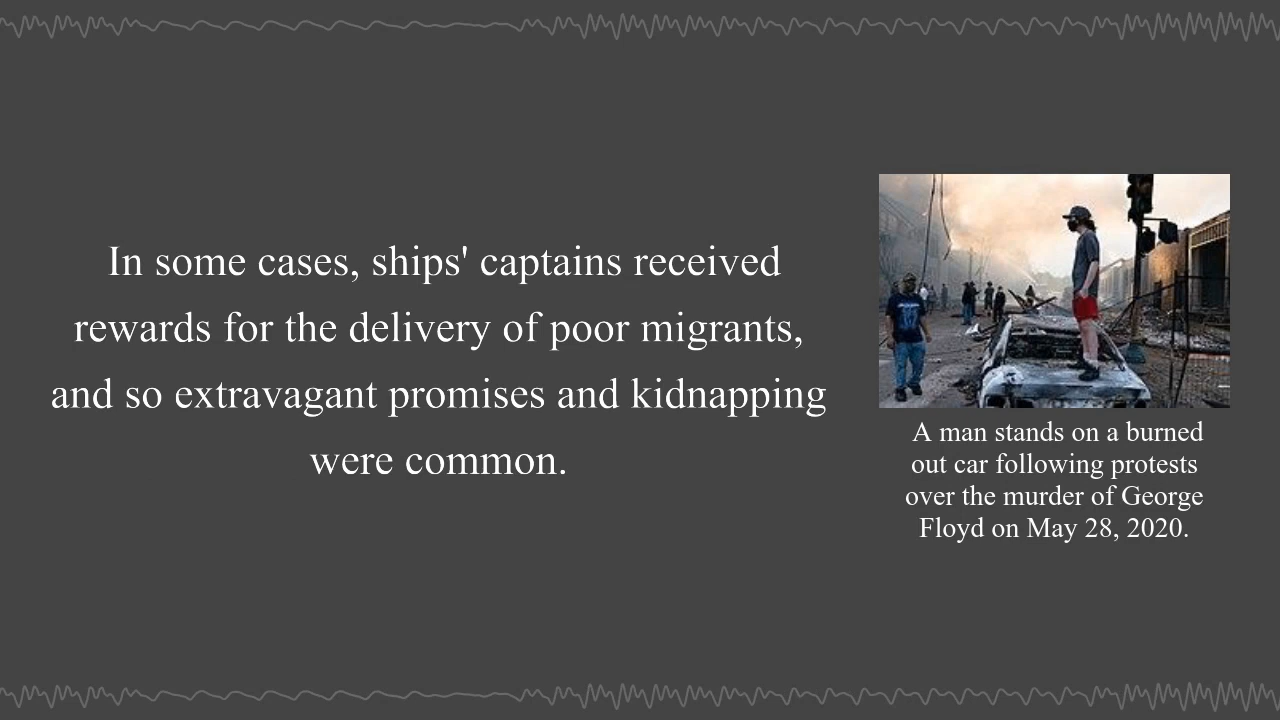 In some cases, ships' captains received
rewards for the delivery of poor migrants,
and so extravagant promises and kidnapping
were common.
A man stands on a burned
out car following protests
over the murder of George
Floyd on May 28, 2020.